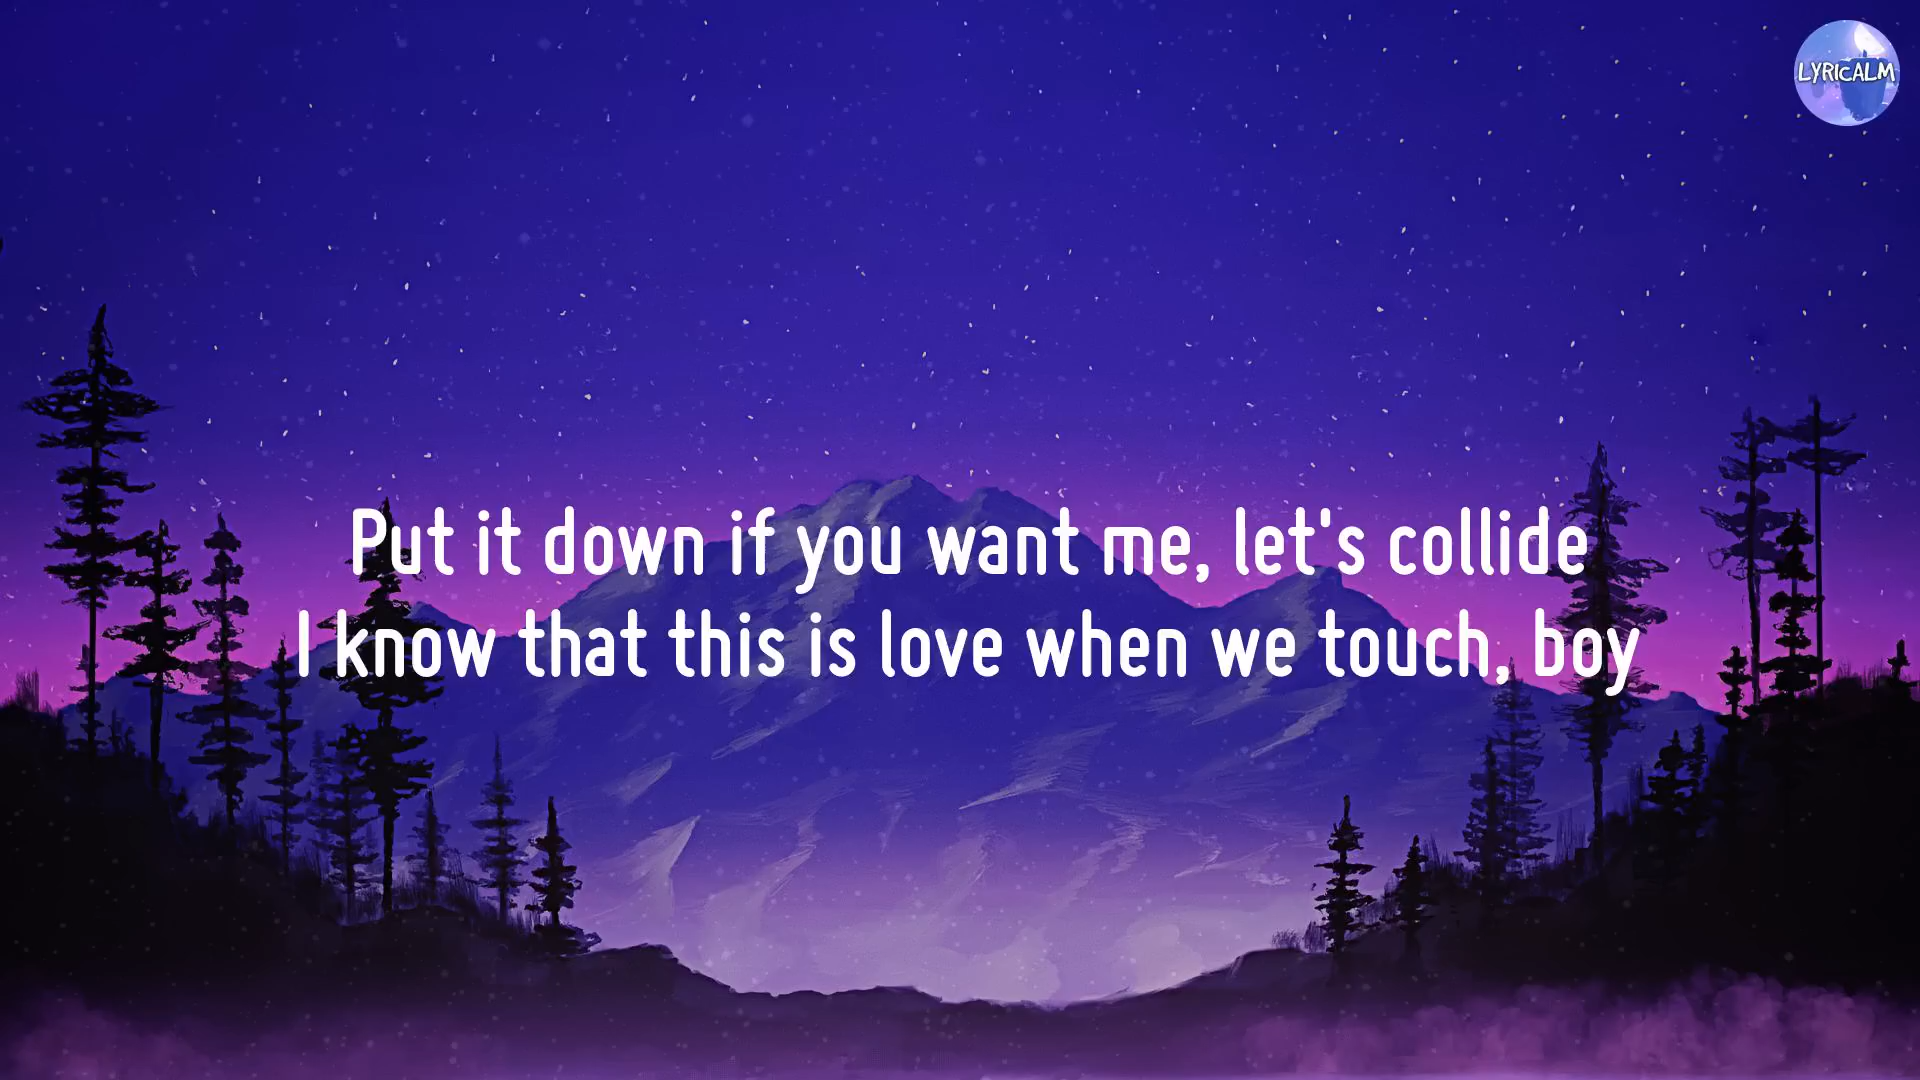 LYRICALM
Put it down if you want me, let's collide
I know that this is love when we touch, boy